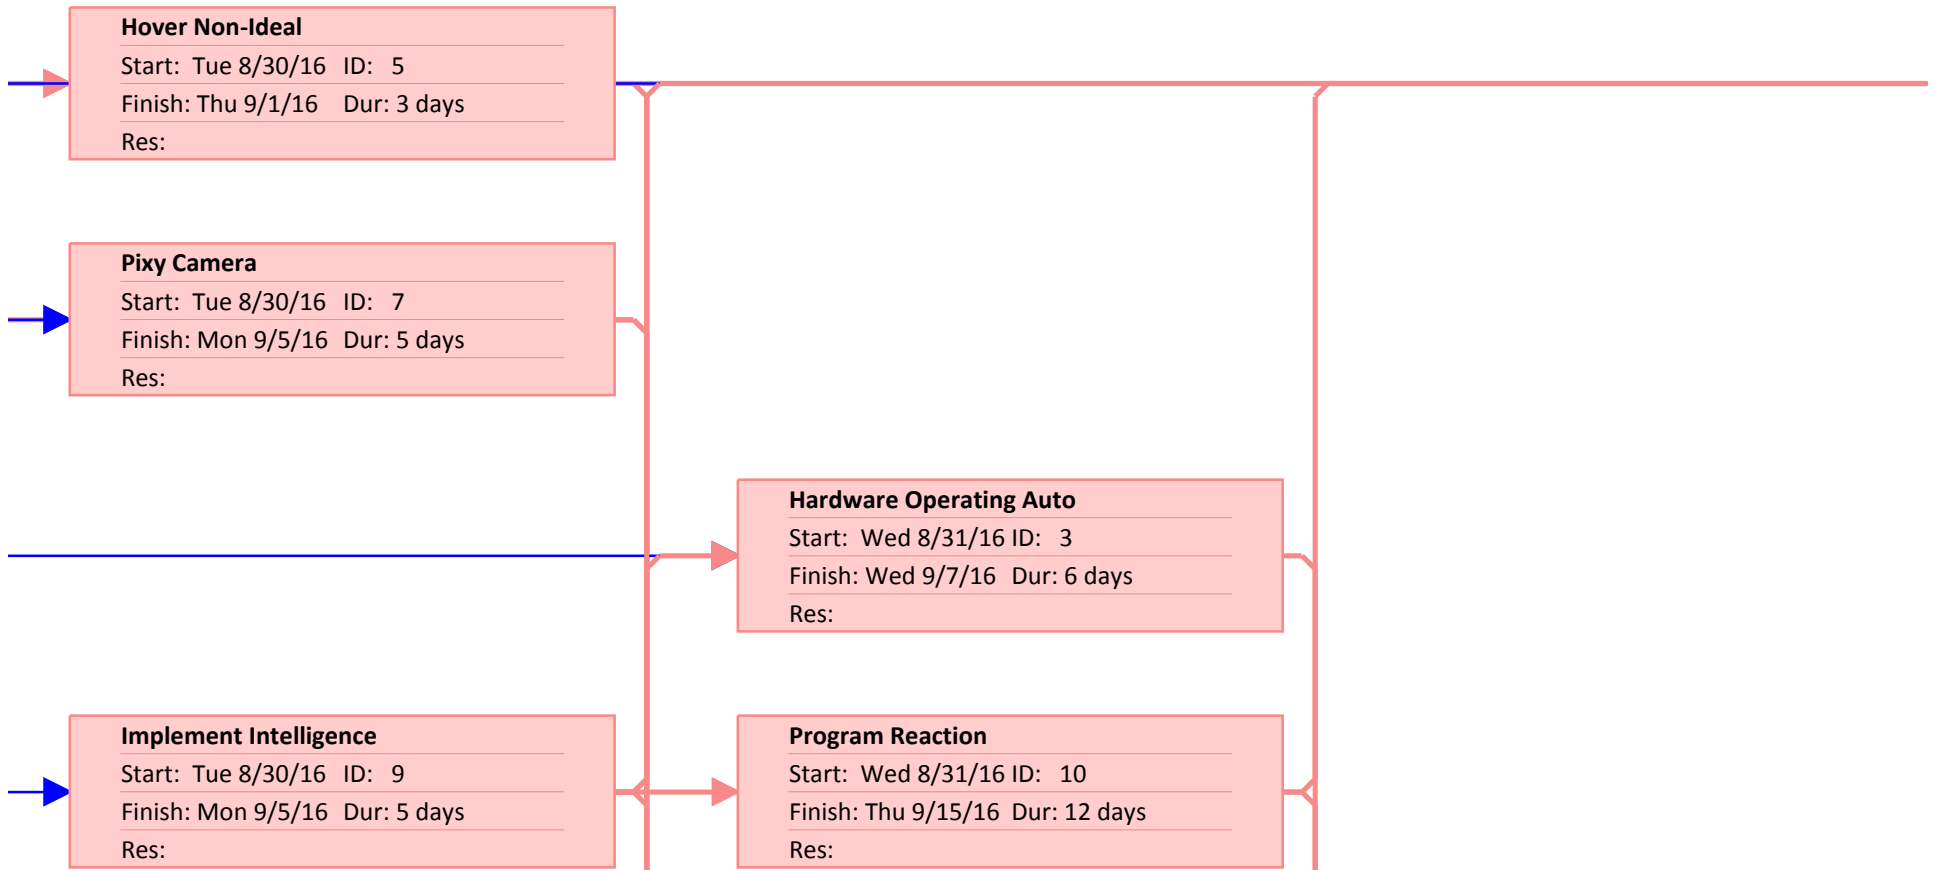 Hover Non-Ideal
Start: Tue 8/30/16 ID: 5
Finish: Thu 9/1/16 Dur: 3 days
Res:
Pixy Camera
Start: Tue 8/30/16 ID: 7
Finish: Mon 9/5/16 Dur: 5 days
Res:
Hardware Operating Auto
Start: Wed 8/31/16 ID: 3
Finish: Wed 9/7/16 Dur: 6 days
Res:
Implement Intelligence
Start: Tue 8/30/16 ID: 9
Finish: Mon 9/5/16 Dur: 5 days
Res:
Program Reaction
Start: Wed 8/31/16 ID: 10
Finish: Thu 9/15/16 Dur: 12 days
Res: